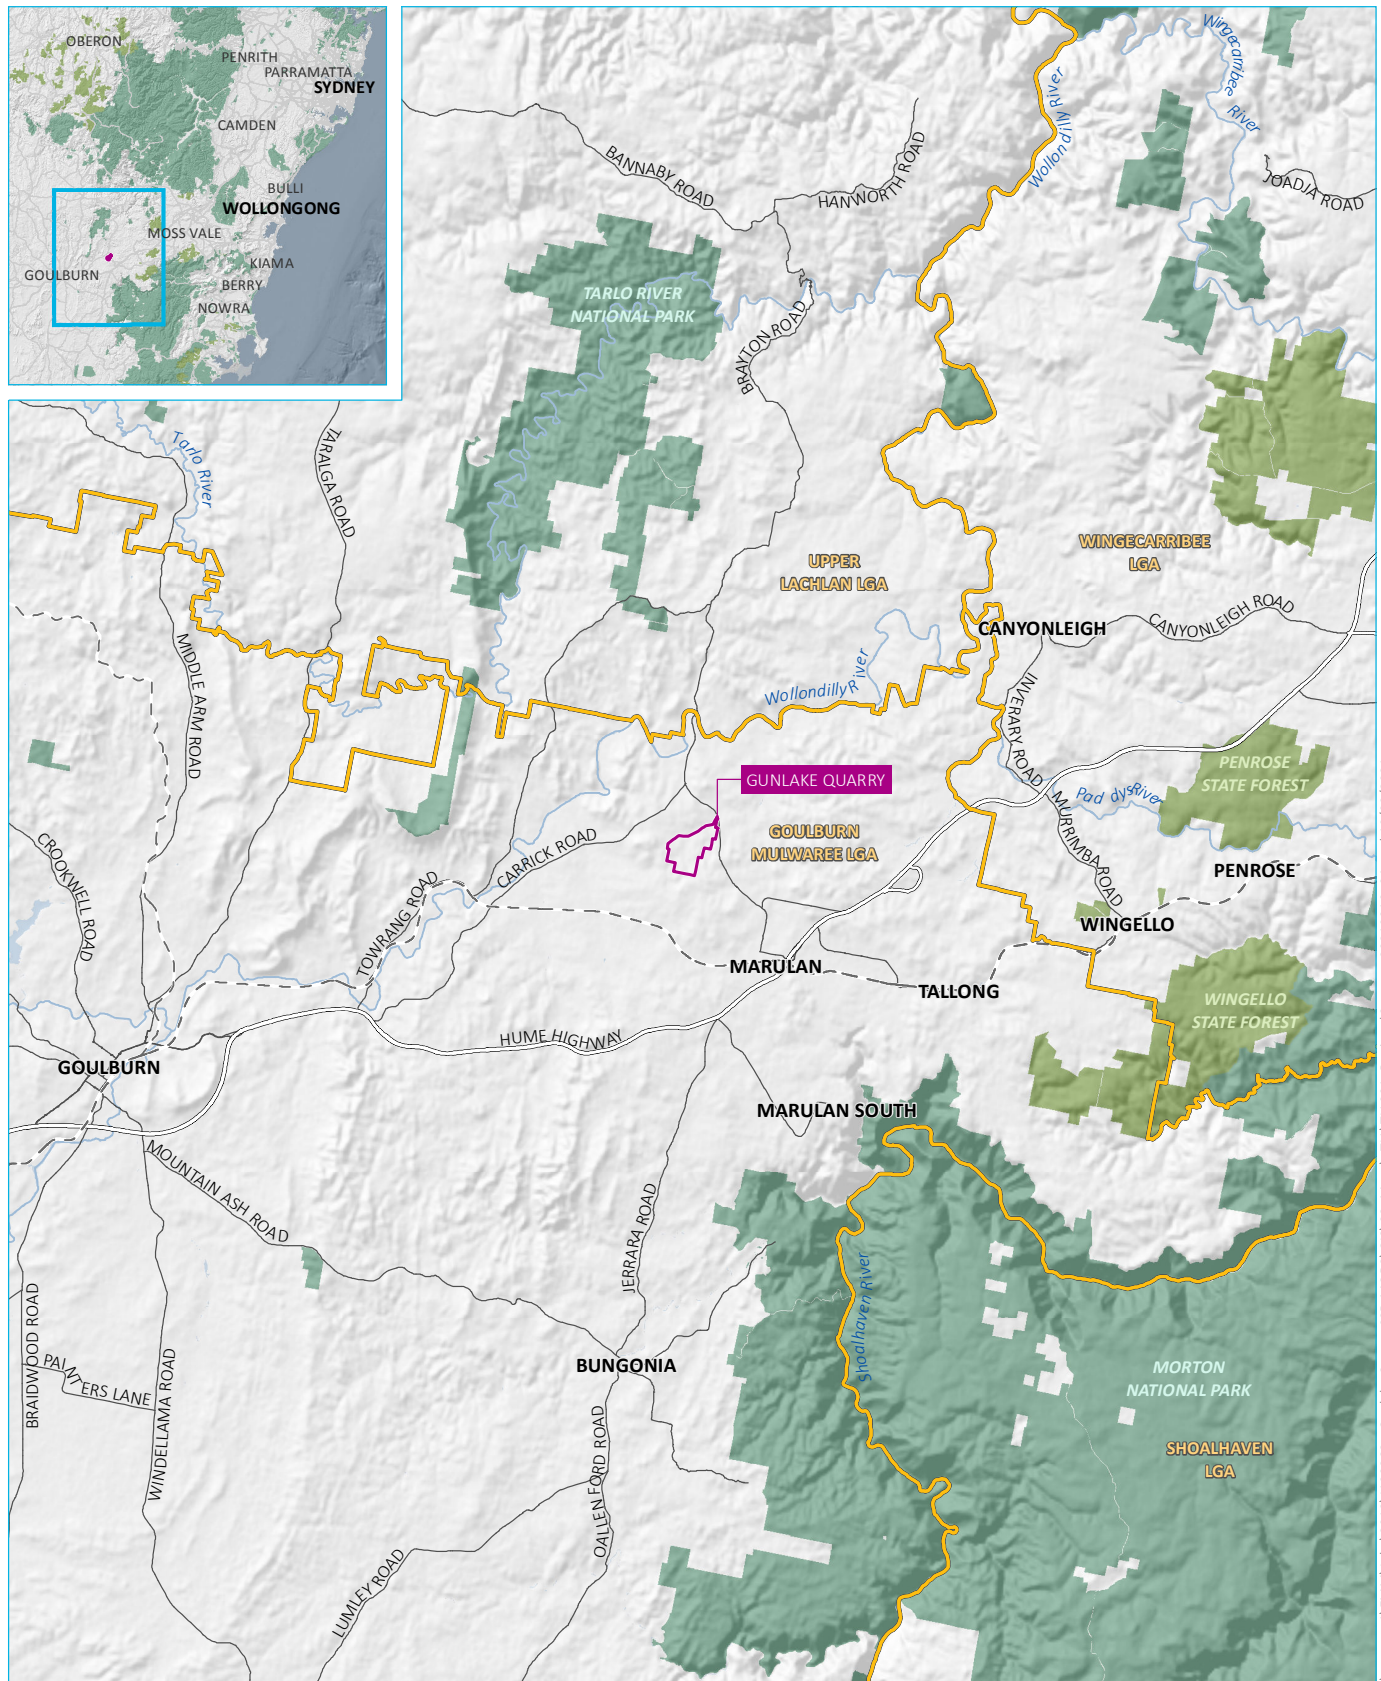 OBERON
PENRITH
PARRAMATTA
SYDNEY
CAMDEN
BULLI
WOLLONGONG
MOSS VALE
KIAMA
GOULBURN
BERRY
NOWRA
Wingecarribee River
Wollondilly River
BANNABY ROAD
HANWORTH ROAD
JOADJA ROAD
TARLO RIVER
NATIONAL PARK
BRAYTON ROAD
Tarlo River
TARALGA ROAD
WINGECARRIBEE
LGA
UPPER
LACHLAN LGA
CANYONLEIGH ROAD
CANYONLEIGH
MIDDLE ARM ROAD
Wollondilly River
INVERARY ROAD
PENROSE
STATE FOREST
GUNLAKE QUARRY
Paddys River
MURRIMBA ROAD
GOULBURN
MULWAREE LGA
CARRICK ROAD
CROOKWELL ROAD
PENROSE
TOWRANG ROAD
WINGELLO
MARULAN
TALLONG
WINGELLO
STATE FOREST
HUME HIGHWAY
GOULBURN
MARULAN SOUTH
MOUNTAIN ASH ROAD
JERRARA ROAD
Shoalhaven River
BRAIDWOOD ROAD
PAINTERS LANE
WINDELLAMA ROAD
BUNGONIA
MORTON
NATIONAL PARK
SHOALHAVEN
LGA
OALLEN FORD ROAD
LUMLEY ROAD